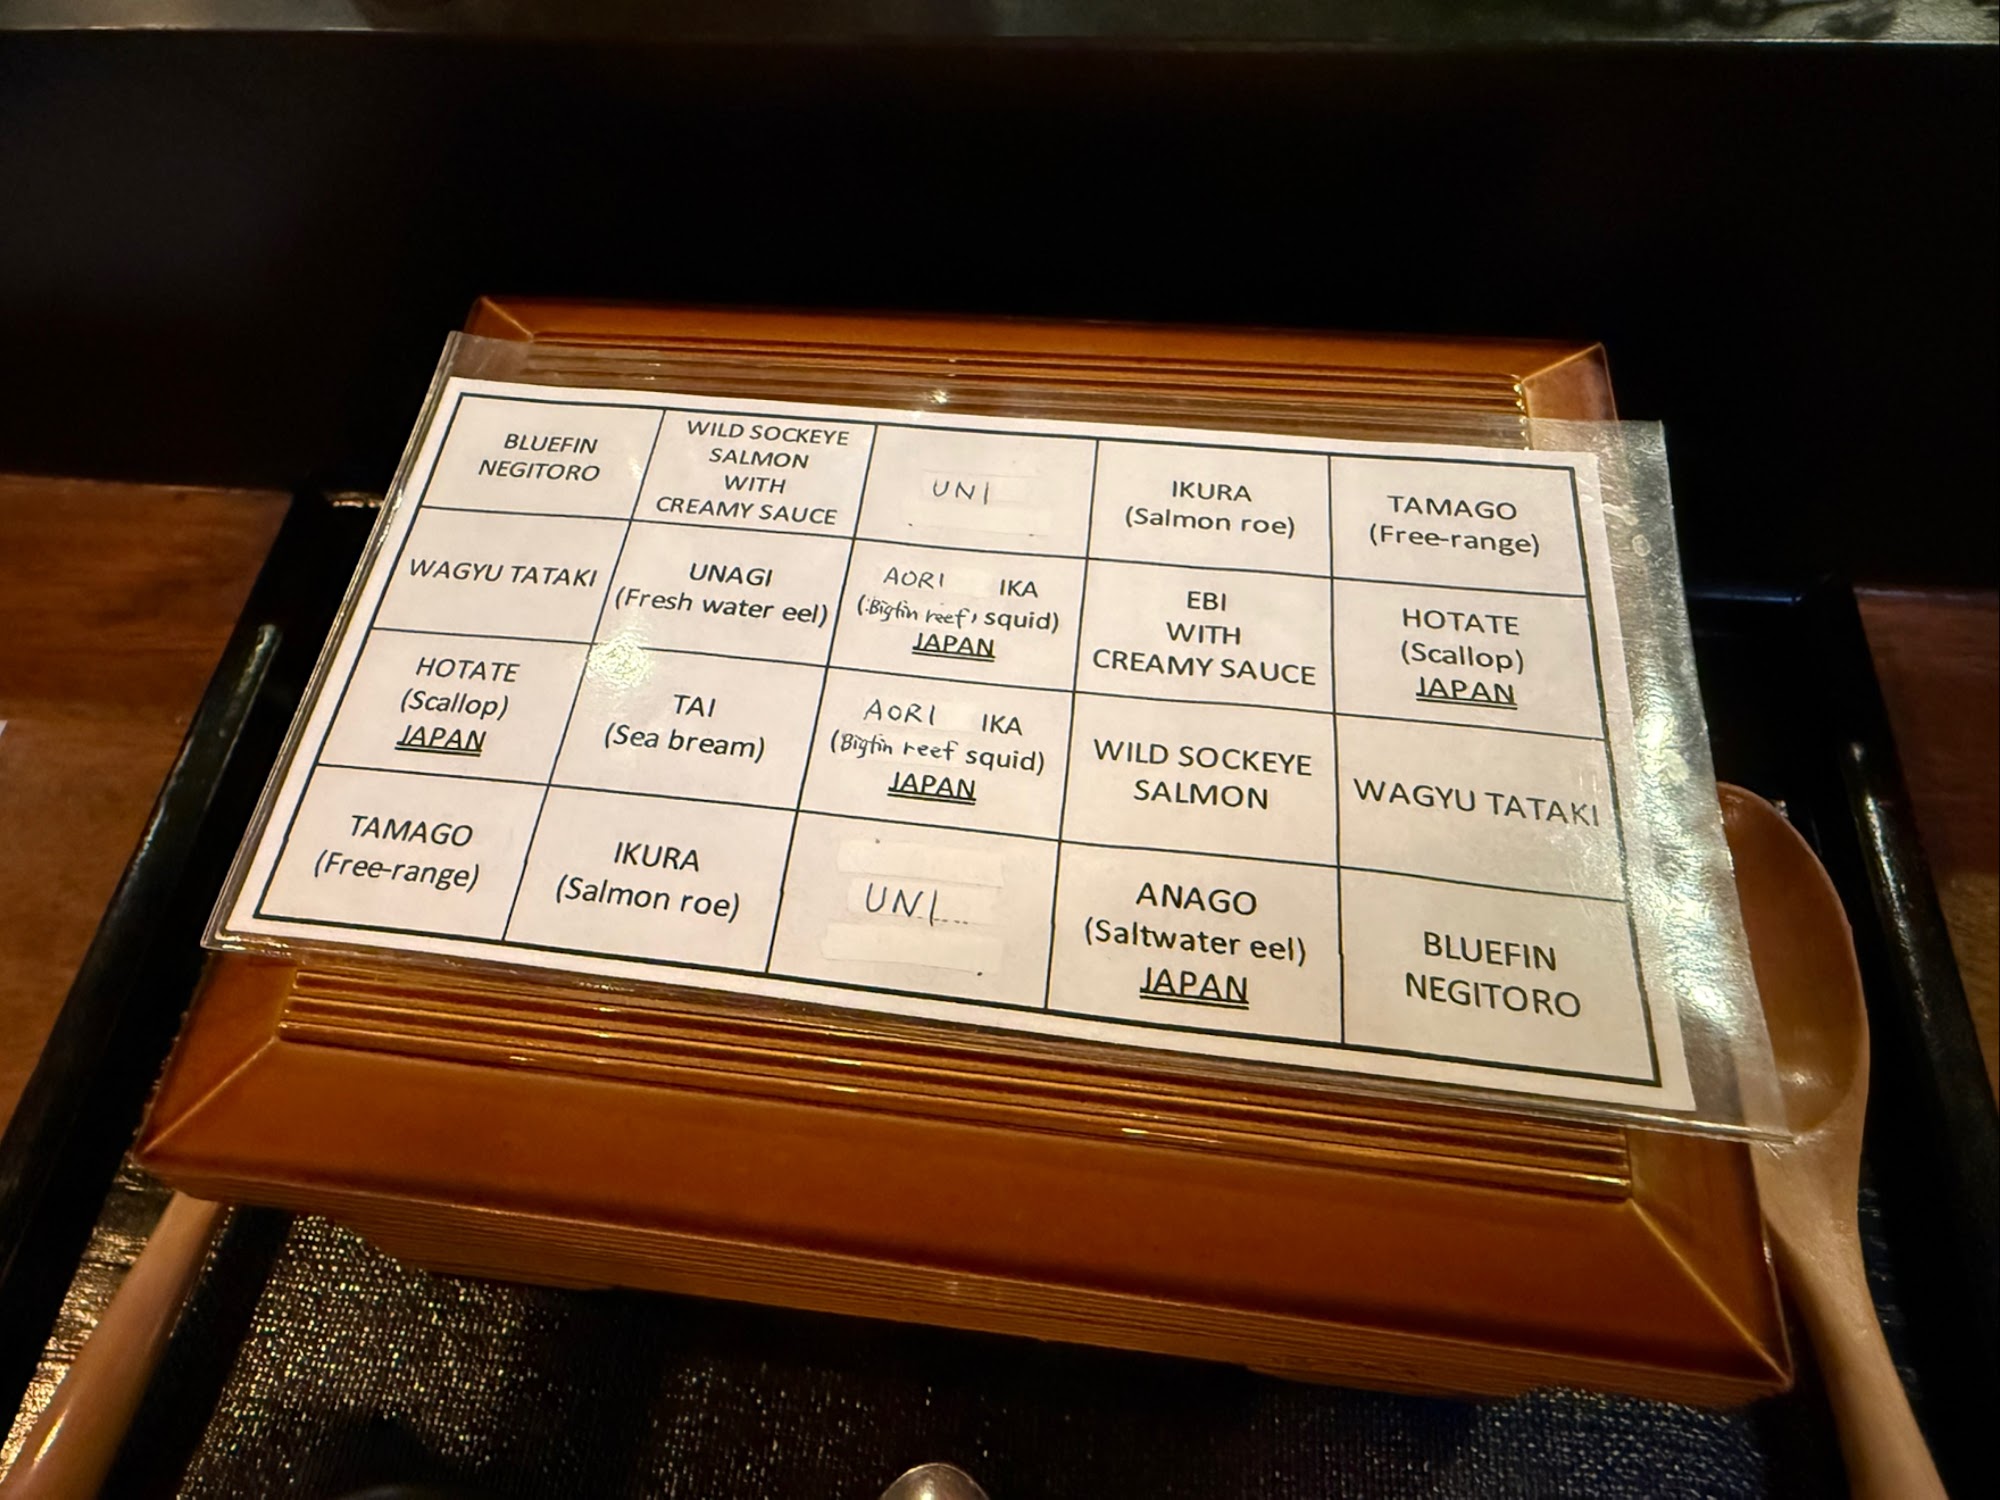 BLUEFIN
NEGITORO
WILD SOCKEYE
SALMON
WITH
CREAMY SAUCE
UNI
IKURA
(Salmon roe)
TAMAGO
(Free-range)
WAGYU TATAKI
UNAGI
(Fresh water eel)
AORI IKA
(Bigfin reef squid)
JAPAN
EBI
WITH
CREAMY SAUCE
HOTATE
(Scallop)
JAPAN
HOTATE
(Scallop)
JAPAN
TAI
(Sea bream)
AORI IKA
(Bigfin reef squid)
JAPAN
WILD SOCKEYE
SALMON
WAGYU TATAKI
TAMAGO
(Free-range)
IKURA
(Salmon roe)
UNI
ANAGO
(Saltwater eel)
JAPAN
BLUEFIN
NEGITORO